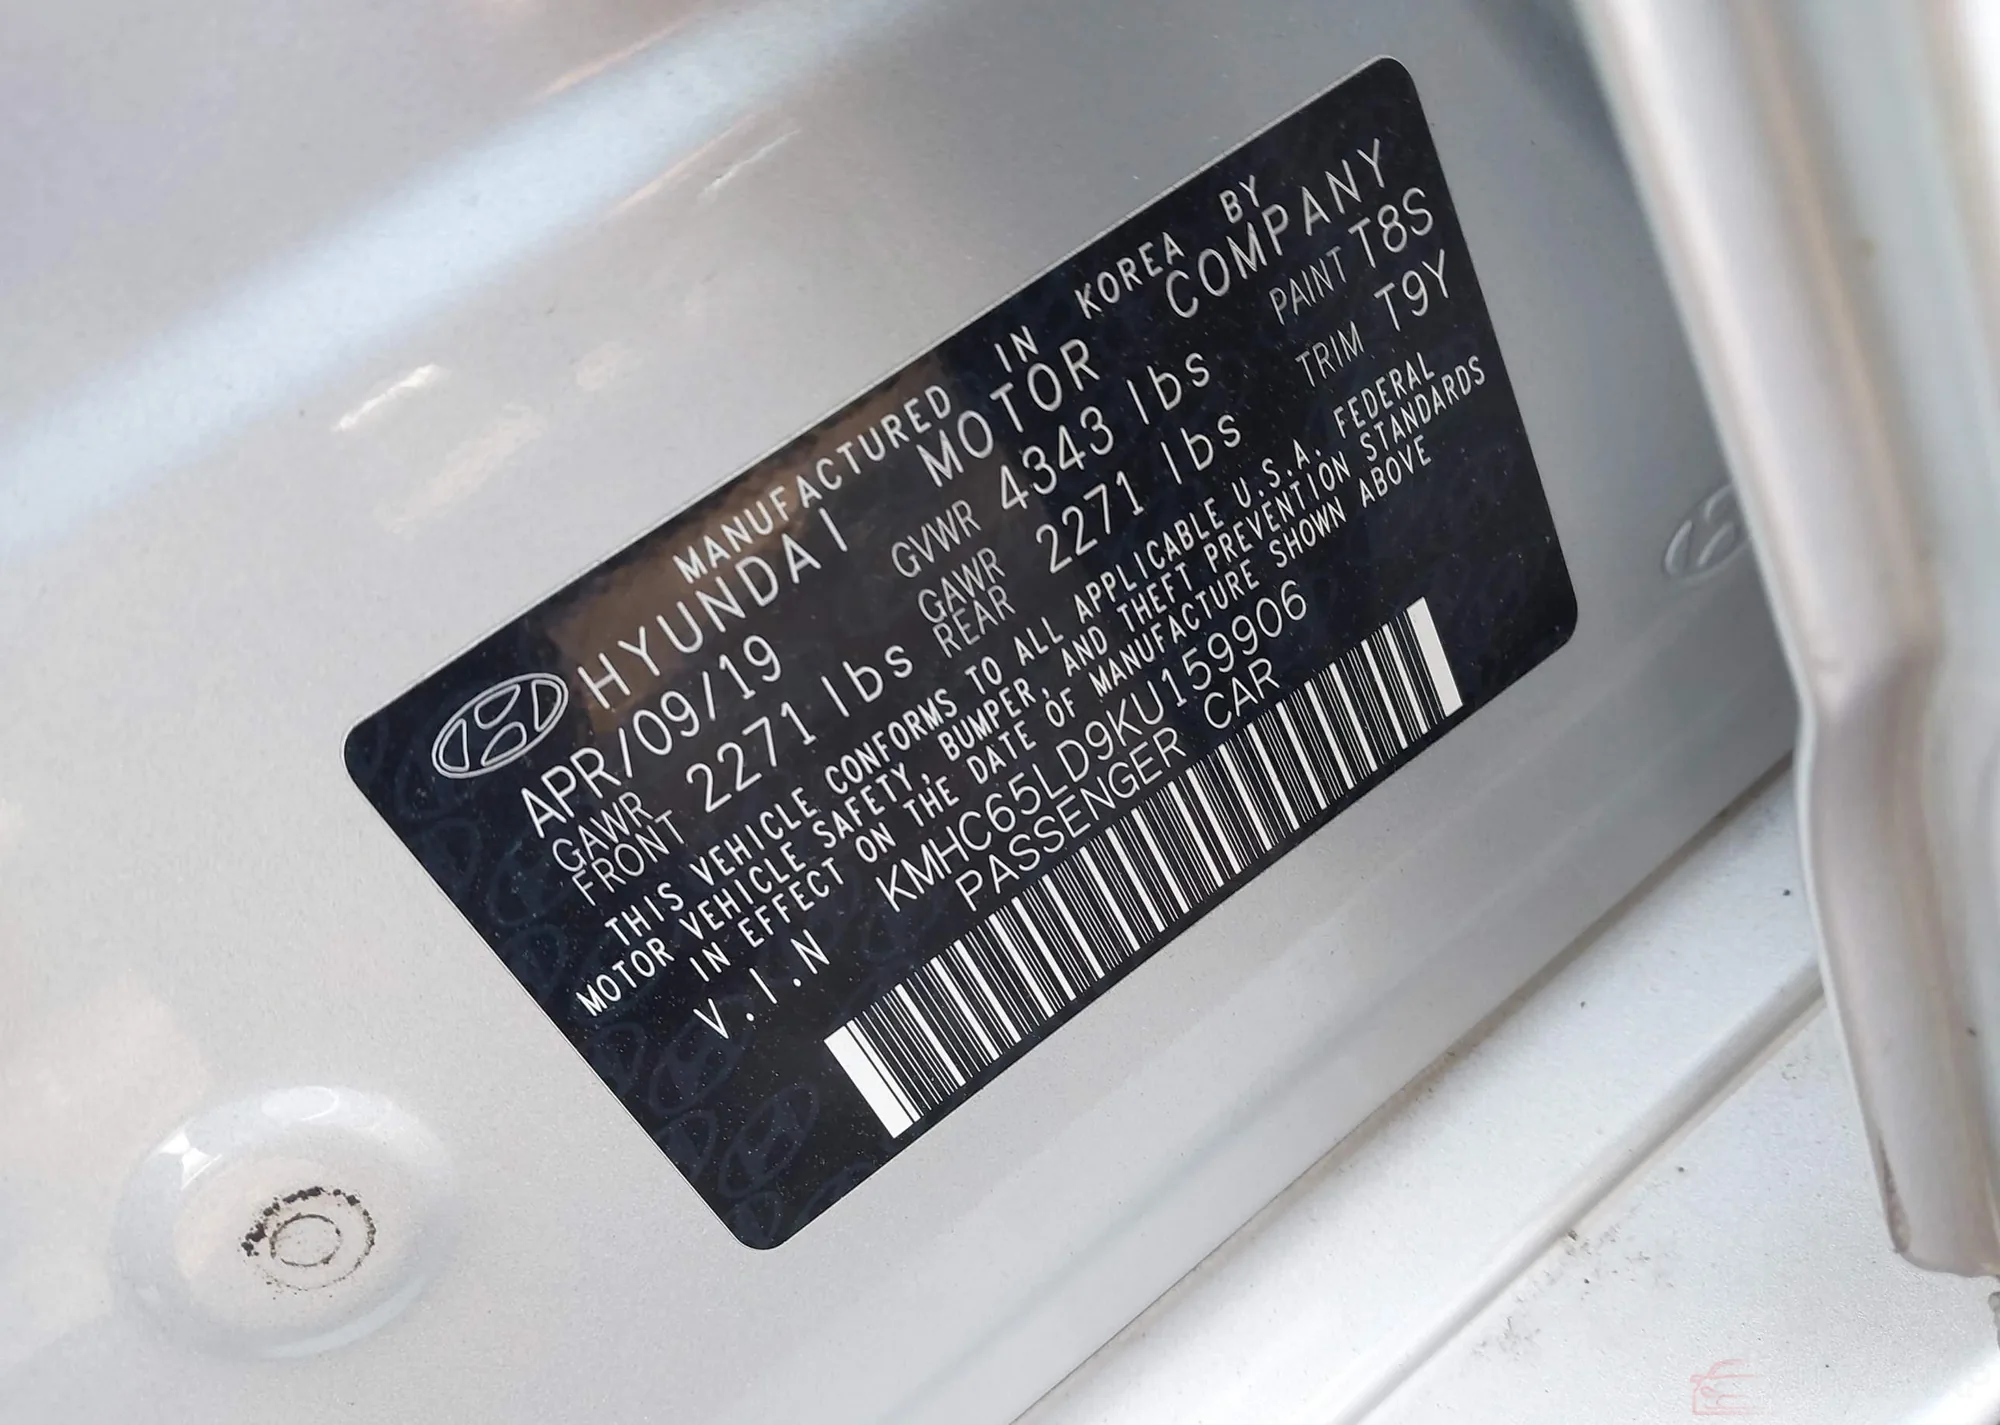 MANUFACTURED IN KOREA BY
HYUNDAI MOTOR COMPANY
APR/09/19 GVWR 4343 lbs PAINT T8S
GAWR FRONT 2271 lbs GAWR REAR 2271 lbs TRIM T9Y
THIS VEHICLE CONFORMS TO ALL APPLICABLE U.S.A. FEDERAL
MOTOR VEHICLE SAFETY, BUMPER, AND THEFT PREVENTION STANDARDS
IN EFFECT ON THE DATE OF MANUFACTURE SHOWN ABOVE
V.I.N KMHC65LD9KU159906
PASSENGER CAR